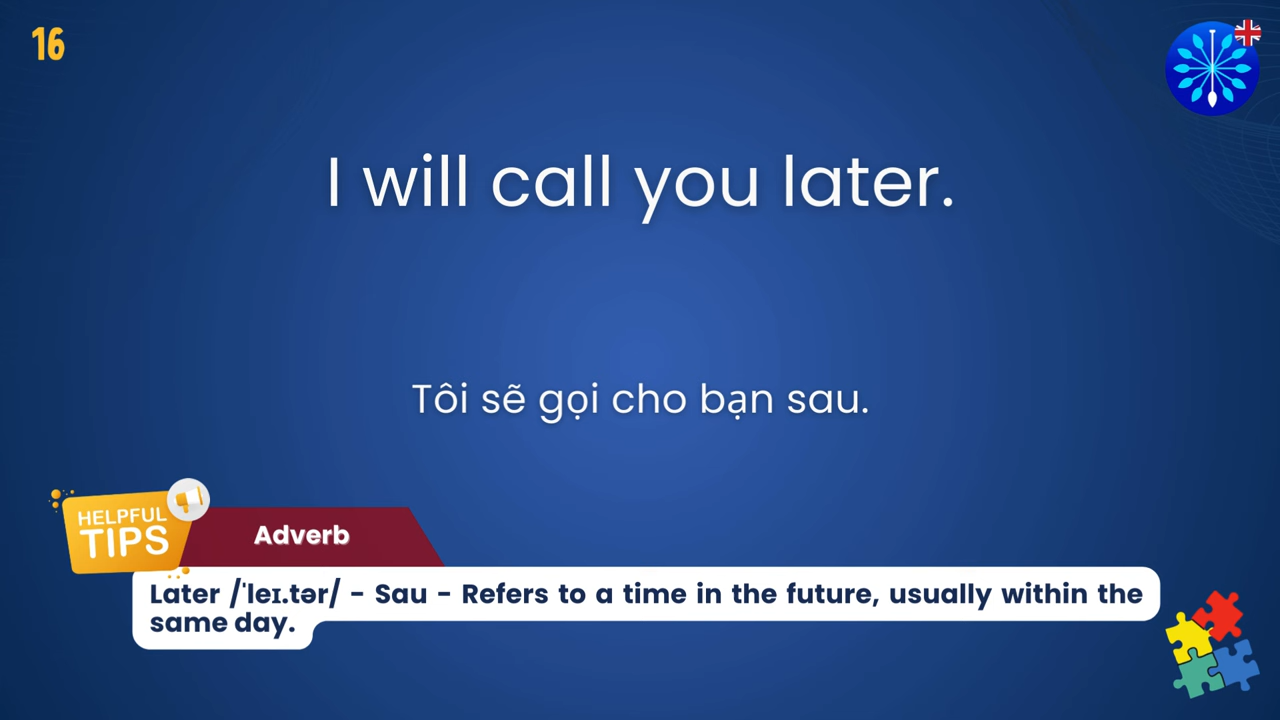 16
I will call you later.
Tôi sẽ gọi cho bạn sau.
HELPFUL
TIPS
Adverb
Later /ˈleɪ.tər/ - Sau - Refers to a time in the future, usually within the
same day.